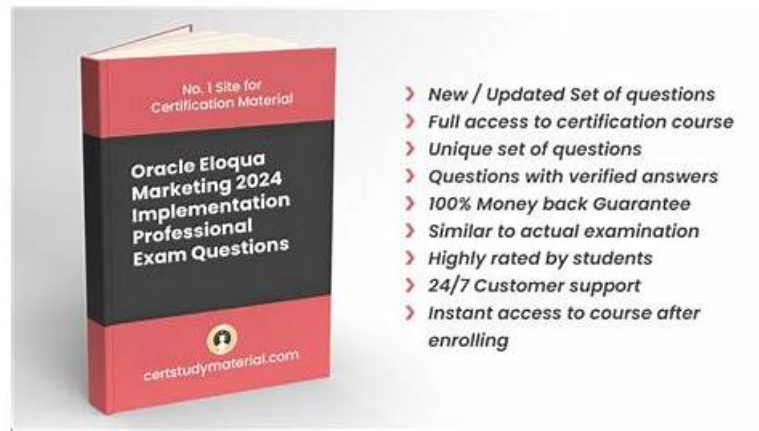 No. 1 Site for
Certification Material
Oracle Eloqua
Marketing 2024
Implementation
Professional
Exam Questions
certstudymaterial.com
New / Updated Set of questions
Full access to certification course
Unique set of questions
Questions with verified answers
100% Money back Guarantee
Similar to actual examination
Highly rated by students
24/7 Customer support
Instant access to course after
enrolling